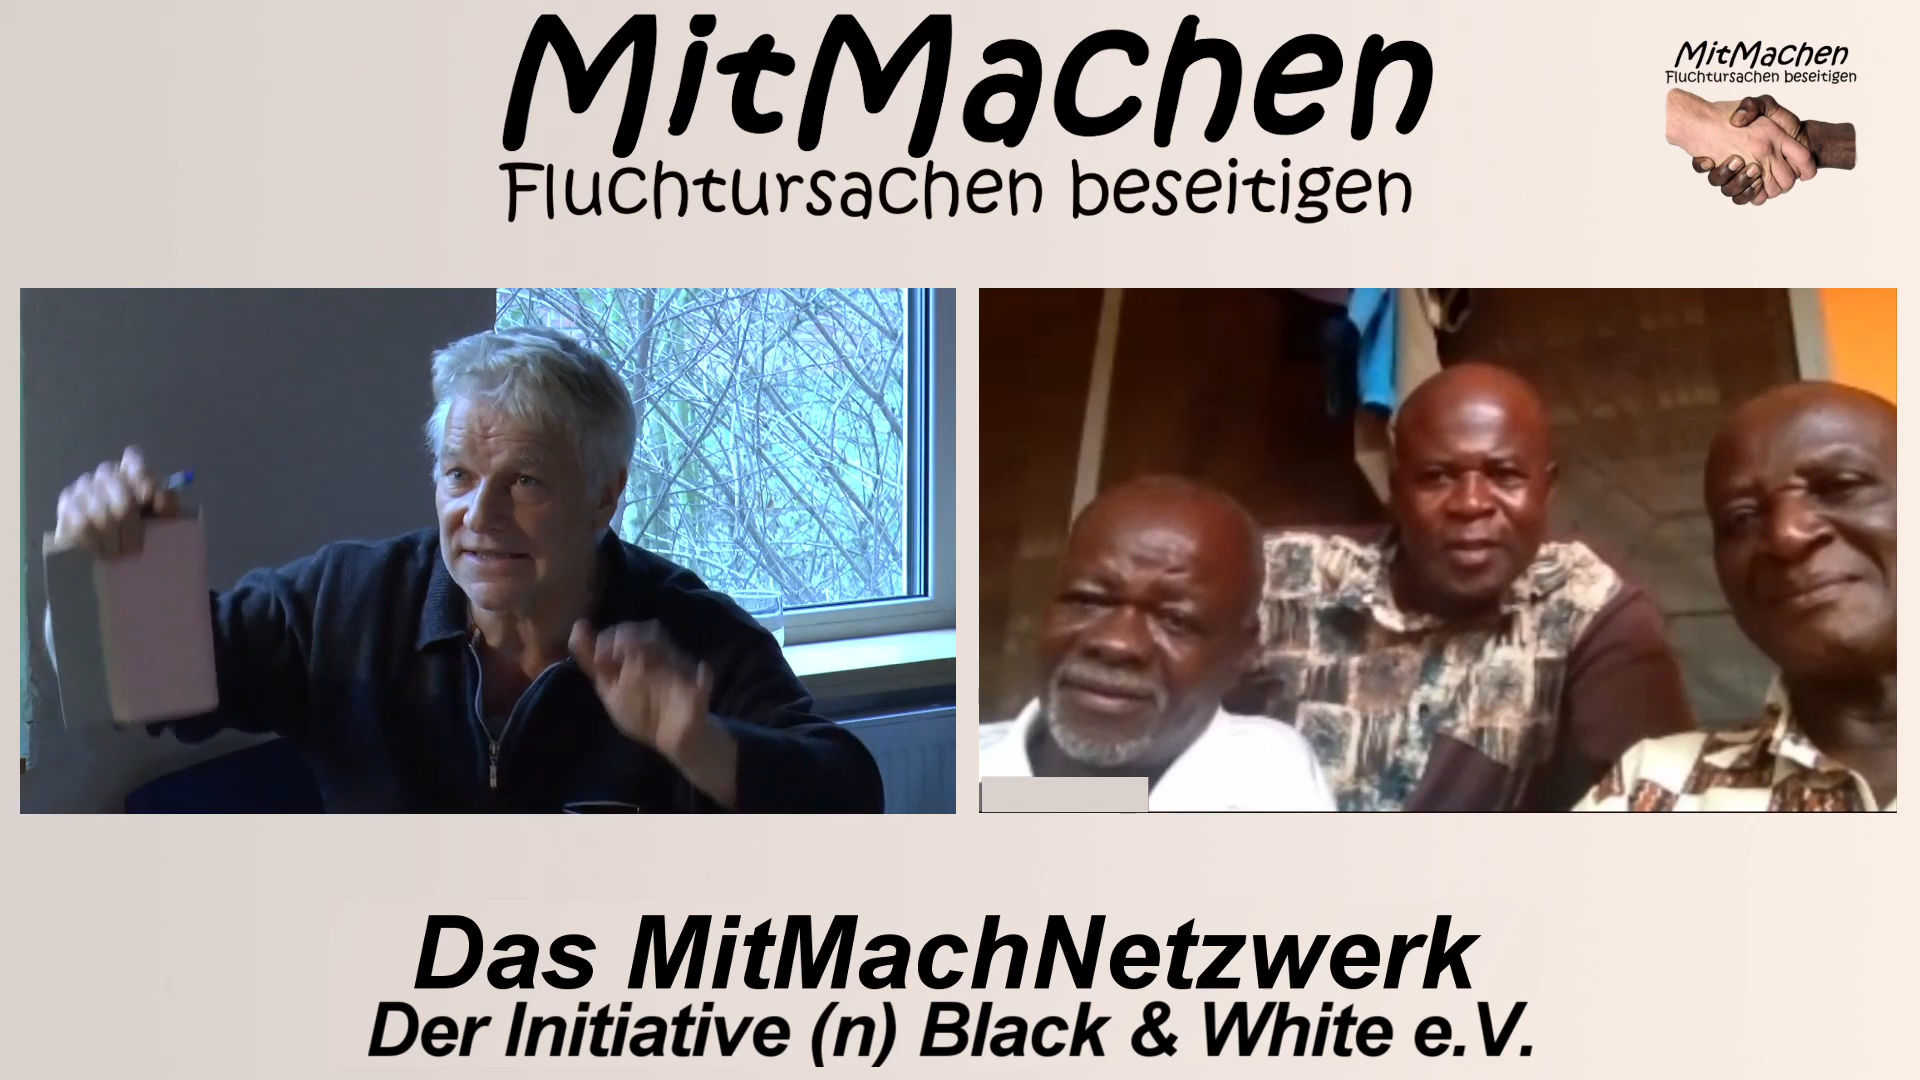 MitMachen
Fluchtursachen beseitigen
MitMachen
Fluchtursachen beseitigen
Das MitMachNetzwerk
Der Initiative (n) Black & White e.V.